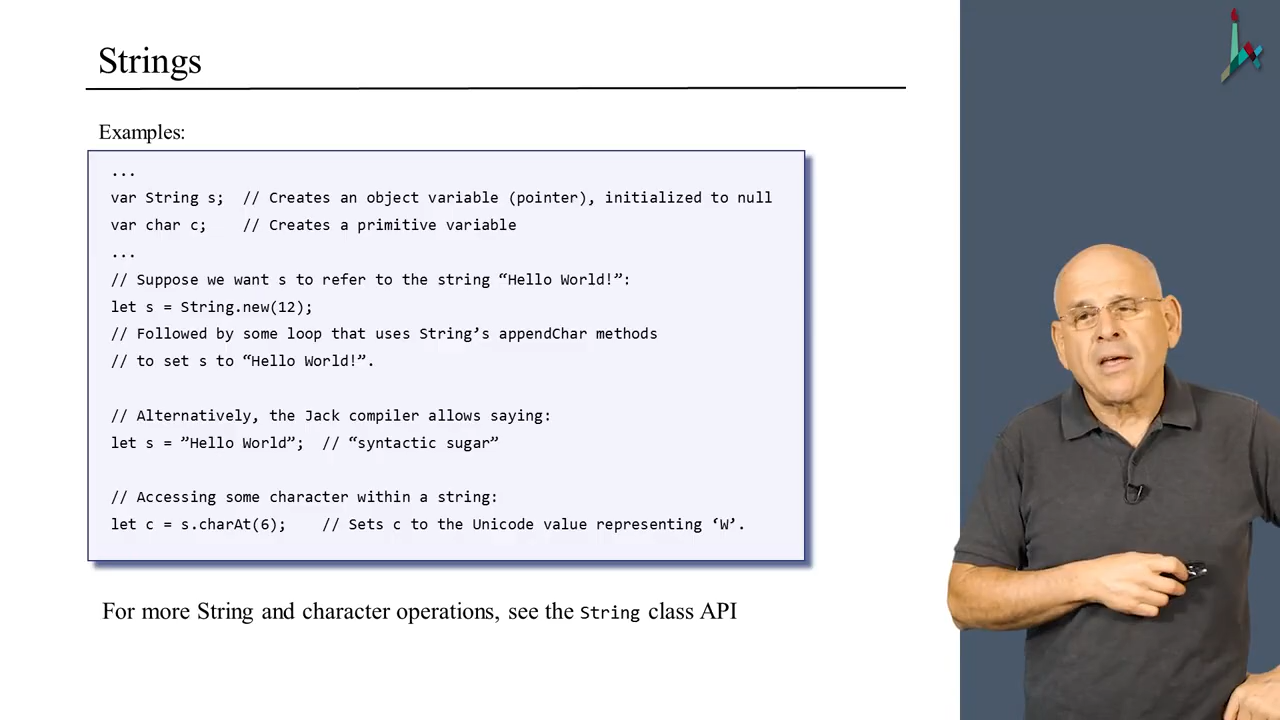 Strings
Examples:
...
var String s;  // Creates an object variable (pointer), initialized to null
var char c;    // Creates a primitive variable
...
// Suppose we want s to refer to the string “Hello World!”:
let s = String.new(12);
// Followed by some loop that uses String’s appendChar methods
// to set s to “Hello World!”.
// Alternatively, the Jack compiler allows saying:
let s = ”Hello World”;  // “syntactic sugar”
// Accessing some character within a string:
let c = s.charAt(6);    // Sets c to the Unicode value representing ‘W’.
For more String and character operations, see the String class API